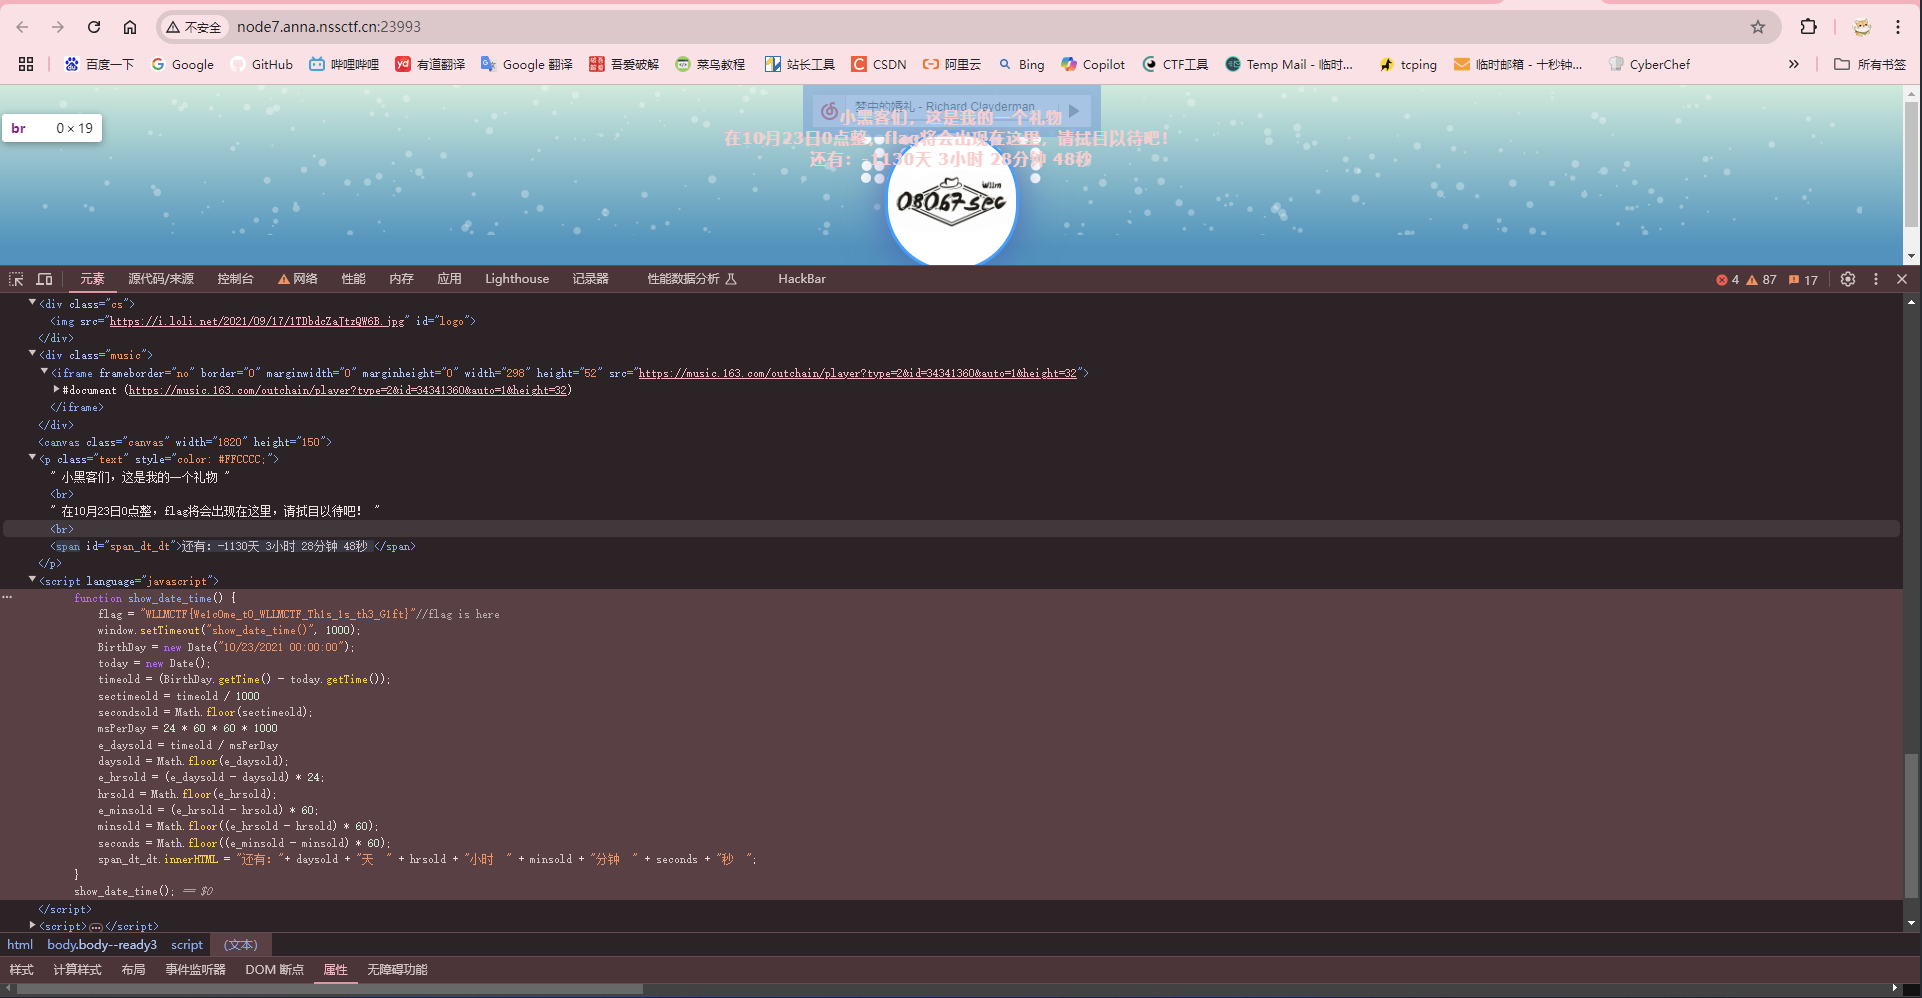 不安全 node7.anna.nssctf.cn:23993
百度一下 Google GitHub 哔哩哔哩 有道翻译 Google 翻译 吾爱破解 菜鸟教程 站长工具 CSDN 阿里云 Bing Copilot CTF工具 Temp Mail - 临时... tcping 临时邮箱 - 十秒钟... CyberChef » 所有书签
br 0 × 19
梦中的婚礼 - Richard Clayderman
小黑客们，这是我的一个礼物
在10月23日0点整，flag将会出现在这里，请拭目以待吧！
还有：-1130天 3小时 28分钟 48秒
Wllm
08067sec
元素 源代码/来源 控制台 网络 性能 内存 应用 Lighthouse 记录器 性能数据分析 HackBar 4 87 17
<div class="cs">
<img src="https://i.loli.net/2021/09/17/1TDbdcZaJtzQW6B.jpg" id="logo">
</div>
<div class="music">
<iframe frameborder="no" border="0" marginwidth="0" marginheight="0" width="298" height="52" src="https://music.163.com/outchain/player?type=2&id=34341360&auto=1&height=32">
#document (https://music.163.com/outchain/player?type=2&id=34341360&auto=1&height=32)
</iframe>
</div>
<canvas class="canvas" width="1820" height="150">
<p class="text" style="color: #FFCCCC;">
" 小黑客们，这是我的一个礼物 "
<br>
" 在10月23日0点整，flag将会出现在这里，请拭目以待吧！ "
<br>
<span id="span_dt_dt">还有：-1130天 3小时 28分钟 48秒 </span>
</p>
<script language="javascript">
function show_date_time() {
flag = "WLLMCTF{We1c0me_t0_WLLMCTF_Th1s_1s_th3_G1ft}"//flag is here
window.setTimeout("show_date_time()", 1000);
BirthDay = new Date("10/23/2021 00:00:00");
today = new Date();
timeold = (BirthDay.getTime() - today.getTime());
sectimeold = timeold / 1000
secondsold = Math.floor(sectimeold);
msPerDay = 24 * 60 * 60 * 1000
e_daysold = timeold / msPerDay
daysold = Math.floor(e_daysold);
e_hrsold = (e_daysold - daysold) * 24;
hrsold = Math.floor(e_hrsold);
e_minsold = (e_hrsold - hrsold) * 60;
minsold = Math.floor((e_hrsold - hrsold) * 60);
seconds = Math.floor((e_minsold - minsold) * 60);
span_dt_dt.innerHTML = "还有：" + daysold + "天 " + hrsold + "小时 " + minsold + "分钟 " + seconds + "秒 ";
}
show_date_time(); == $0
</script>
<script>…</script>
html body.body--ready3 script (文本)
样式 计算样式 布局 事件监听器 DOM 断点 属性 无障碍功能